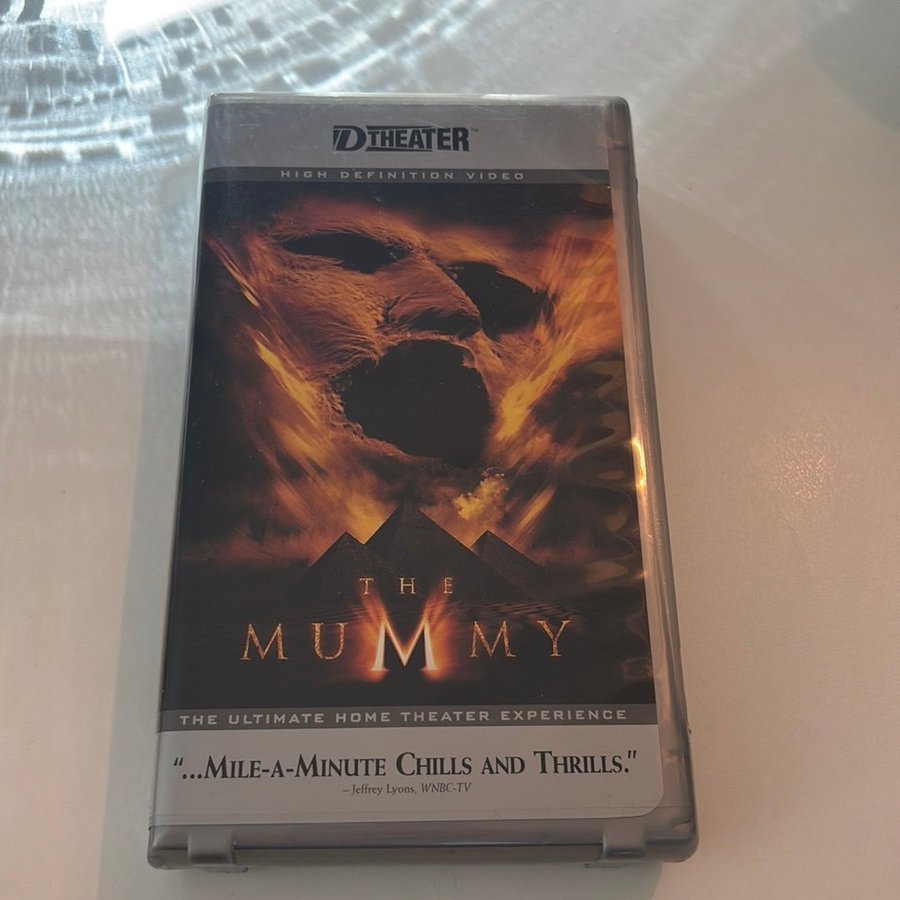 D THEATER™
HIGH DEFINITION VIDEO
THE
MUMMY
THE ULTIMATE HOME THEATER EXPERIENCE
“...MILE-A-MINUTE CHILLS AND THRILLS.”
– Jeffrey Lyons, WNBC-TV